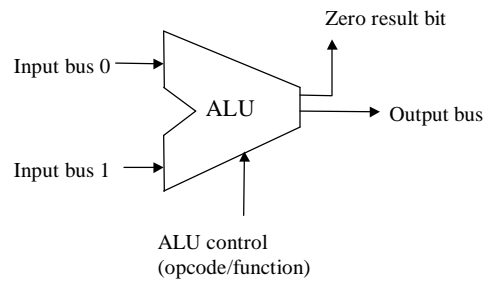 Zero result bit
Input bus 0
ALU
Output bus
Input bus 1
ALU control
(opcode/function)